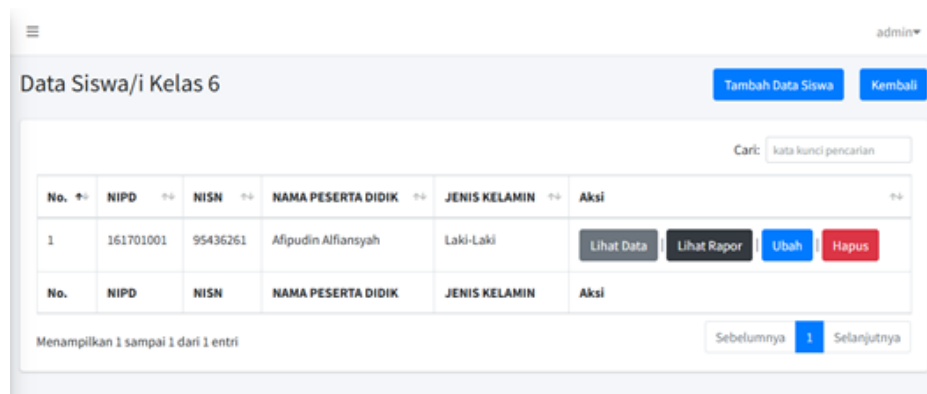 admin
Data Siswa/i Kelas 6
Tambah Data Siswa Kembali
Cari: kata kunci pencarian
No. NIPD NISN NAMA PESERTA DIDIK JENIS KELAMIN Aksi
1 161701001 95436261 Afipudin Alfiansyah Laki-Laki Lihat Data | Lihat Rapor | Ubah | Hapus
No. NIPD NISN NAMA PESERTA DIDIK JENIS KELAMIN Aksi
Menampilkan 1 sampai 1 dari 1 entri
Sebelumnya 1 Selanjutnya